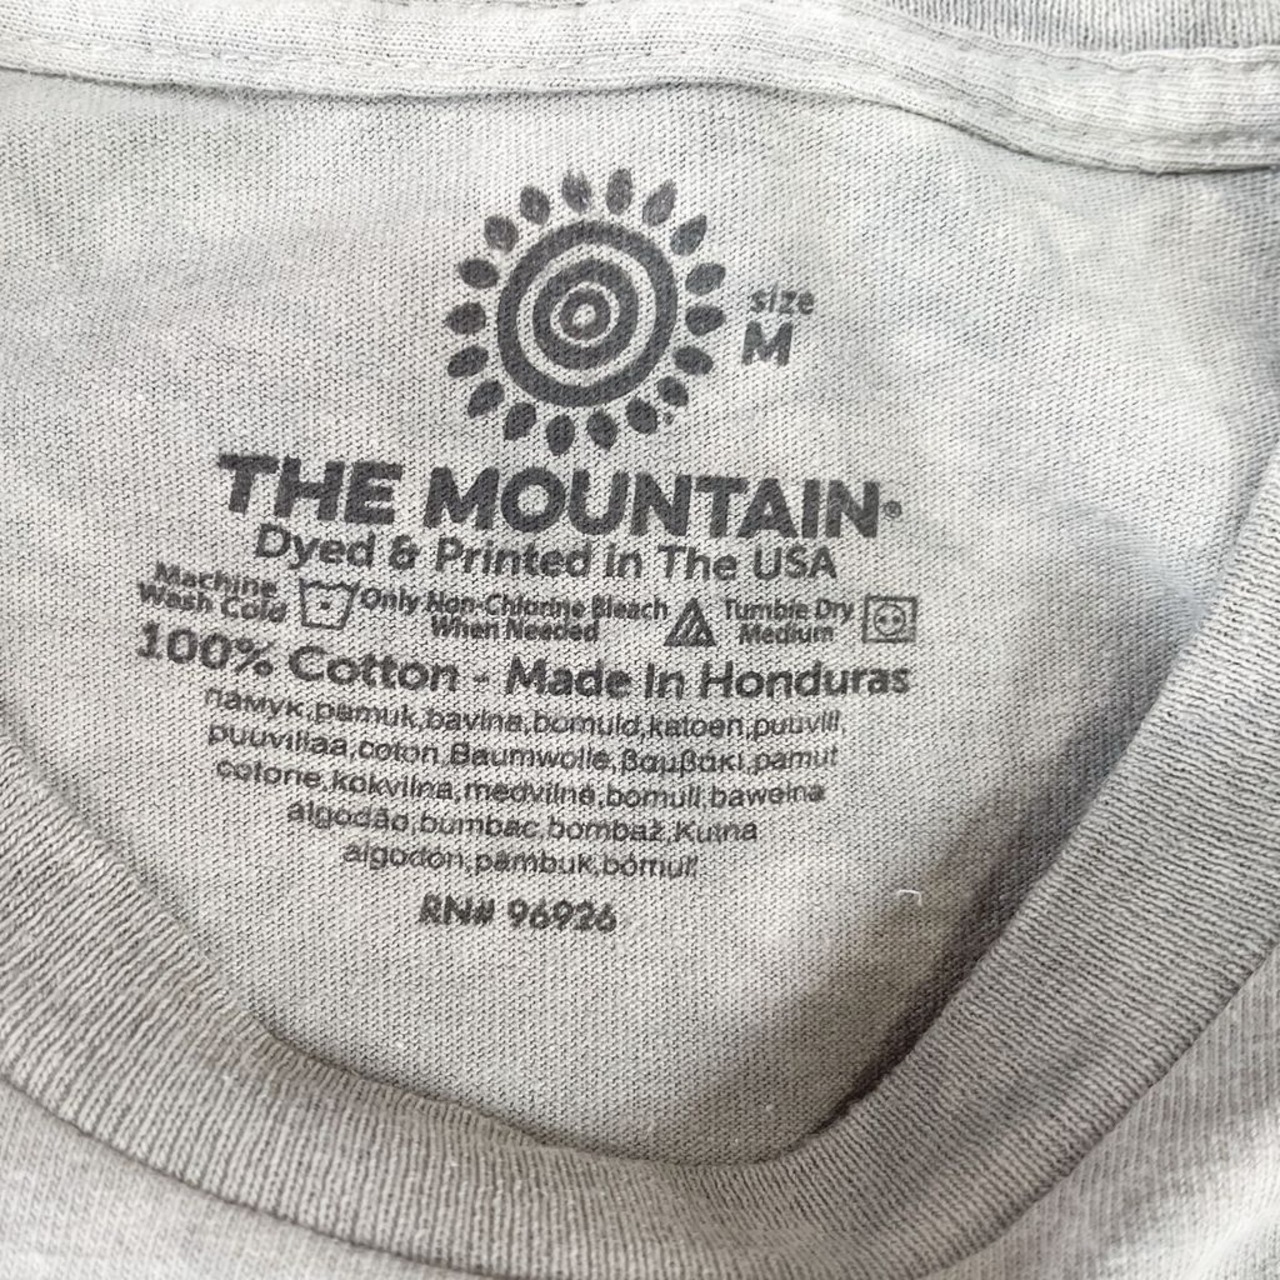 size
M
THE MOUNTAIN®
Dyed & Printed in The USA
Machine
Wash Cold
Only Non-Chlorine Bleach
When Needed
Tumble Dry
Medium
100% Cotton - Made In Honduras
памук,pamuk,bavlna,bomuld,katoen,puuvill,
puuvillaa,coton,Baumwolle,βαμβάκι,pamut
cotone,kokvilna,medvilnė,bomull,bawełna
algodão,bumbac,bombaž,Kuina
algodón,pambuk,bómull
RN# 96926